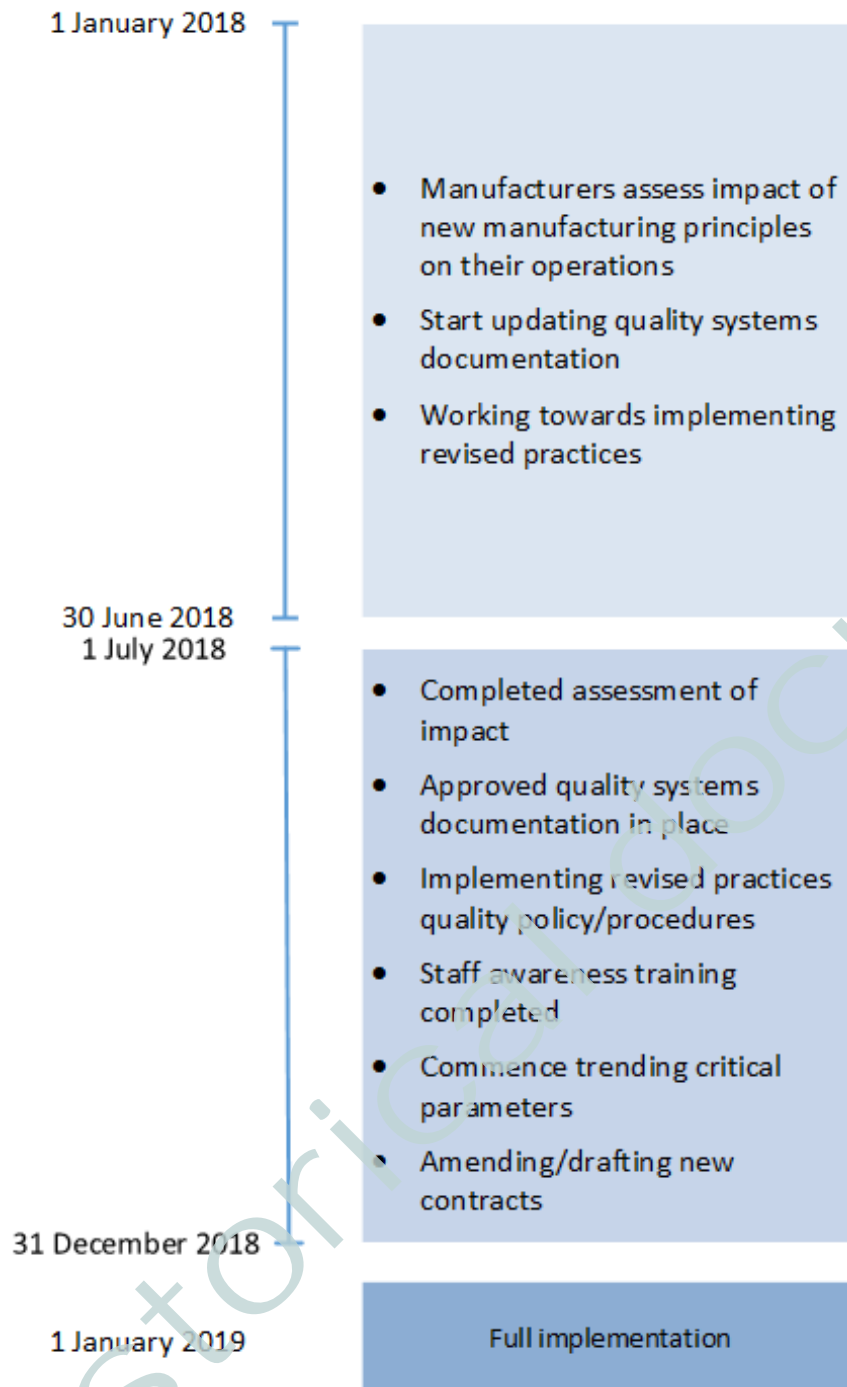 1 January 2018
• Manufacturers assess impact of
new manufacturing principles
on their operations
• Start updating quality systems
documentation
• Working towards implementing
revised practices
30 June 2018
1 July 2018
• Completed assessment of
impact
• Approved quality systems
documentation in place
• Implementing revised practices
quality policy/procedures
• Staff awareness training
completed
• Commence trending critical
parameters
• Amending/drafting new
contracts
31 December 2018
1 January 2019
Full implementation